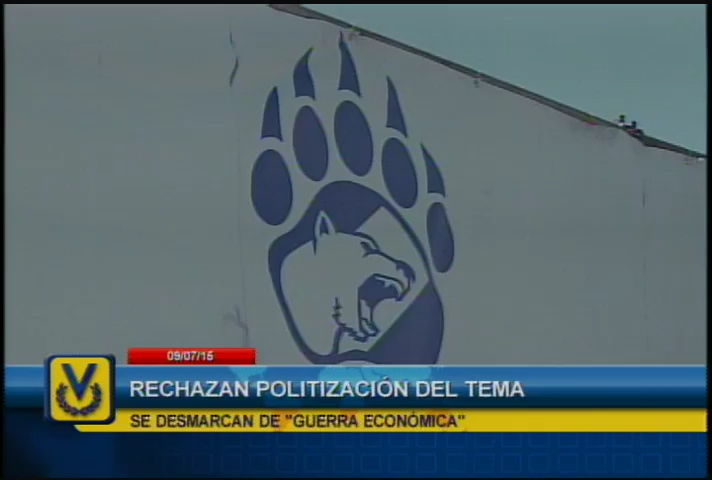 09/07/15
V
RECHAZAN POLITIZACIÓN DEL TEMA
SE DESMARCAN DE "GUERRA ECONÓMICA"